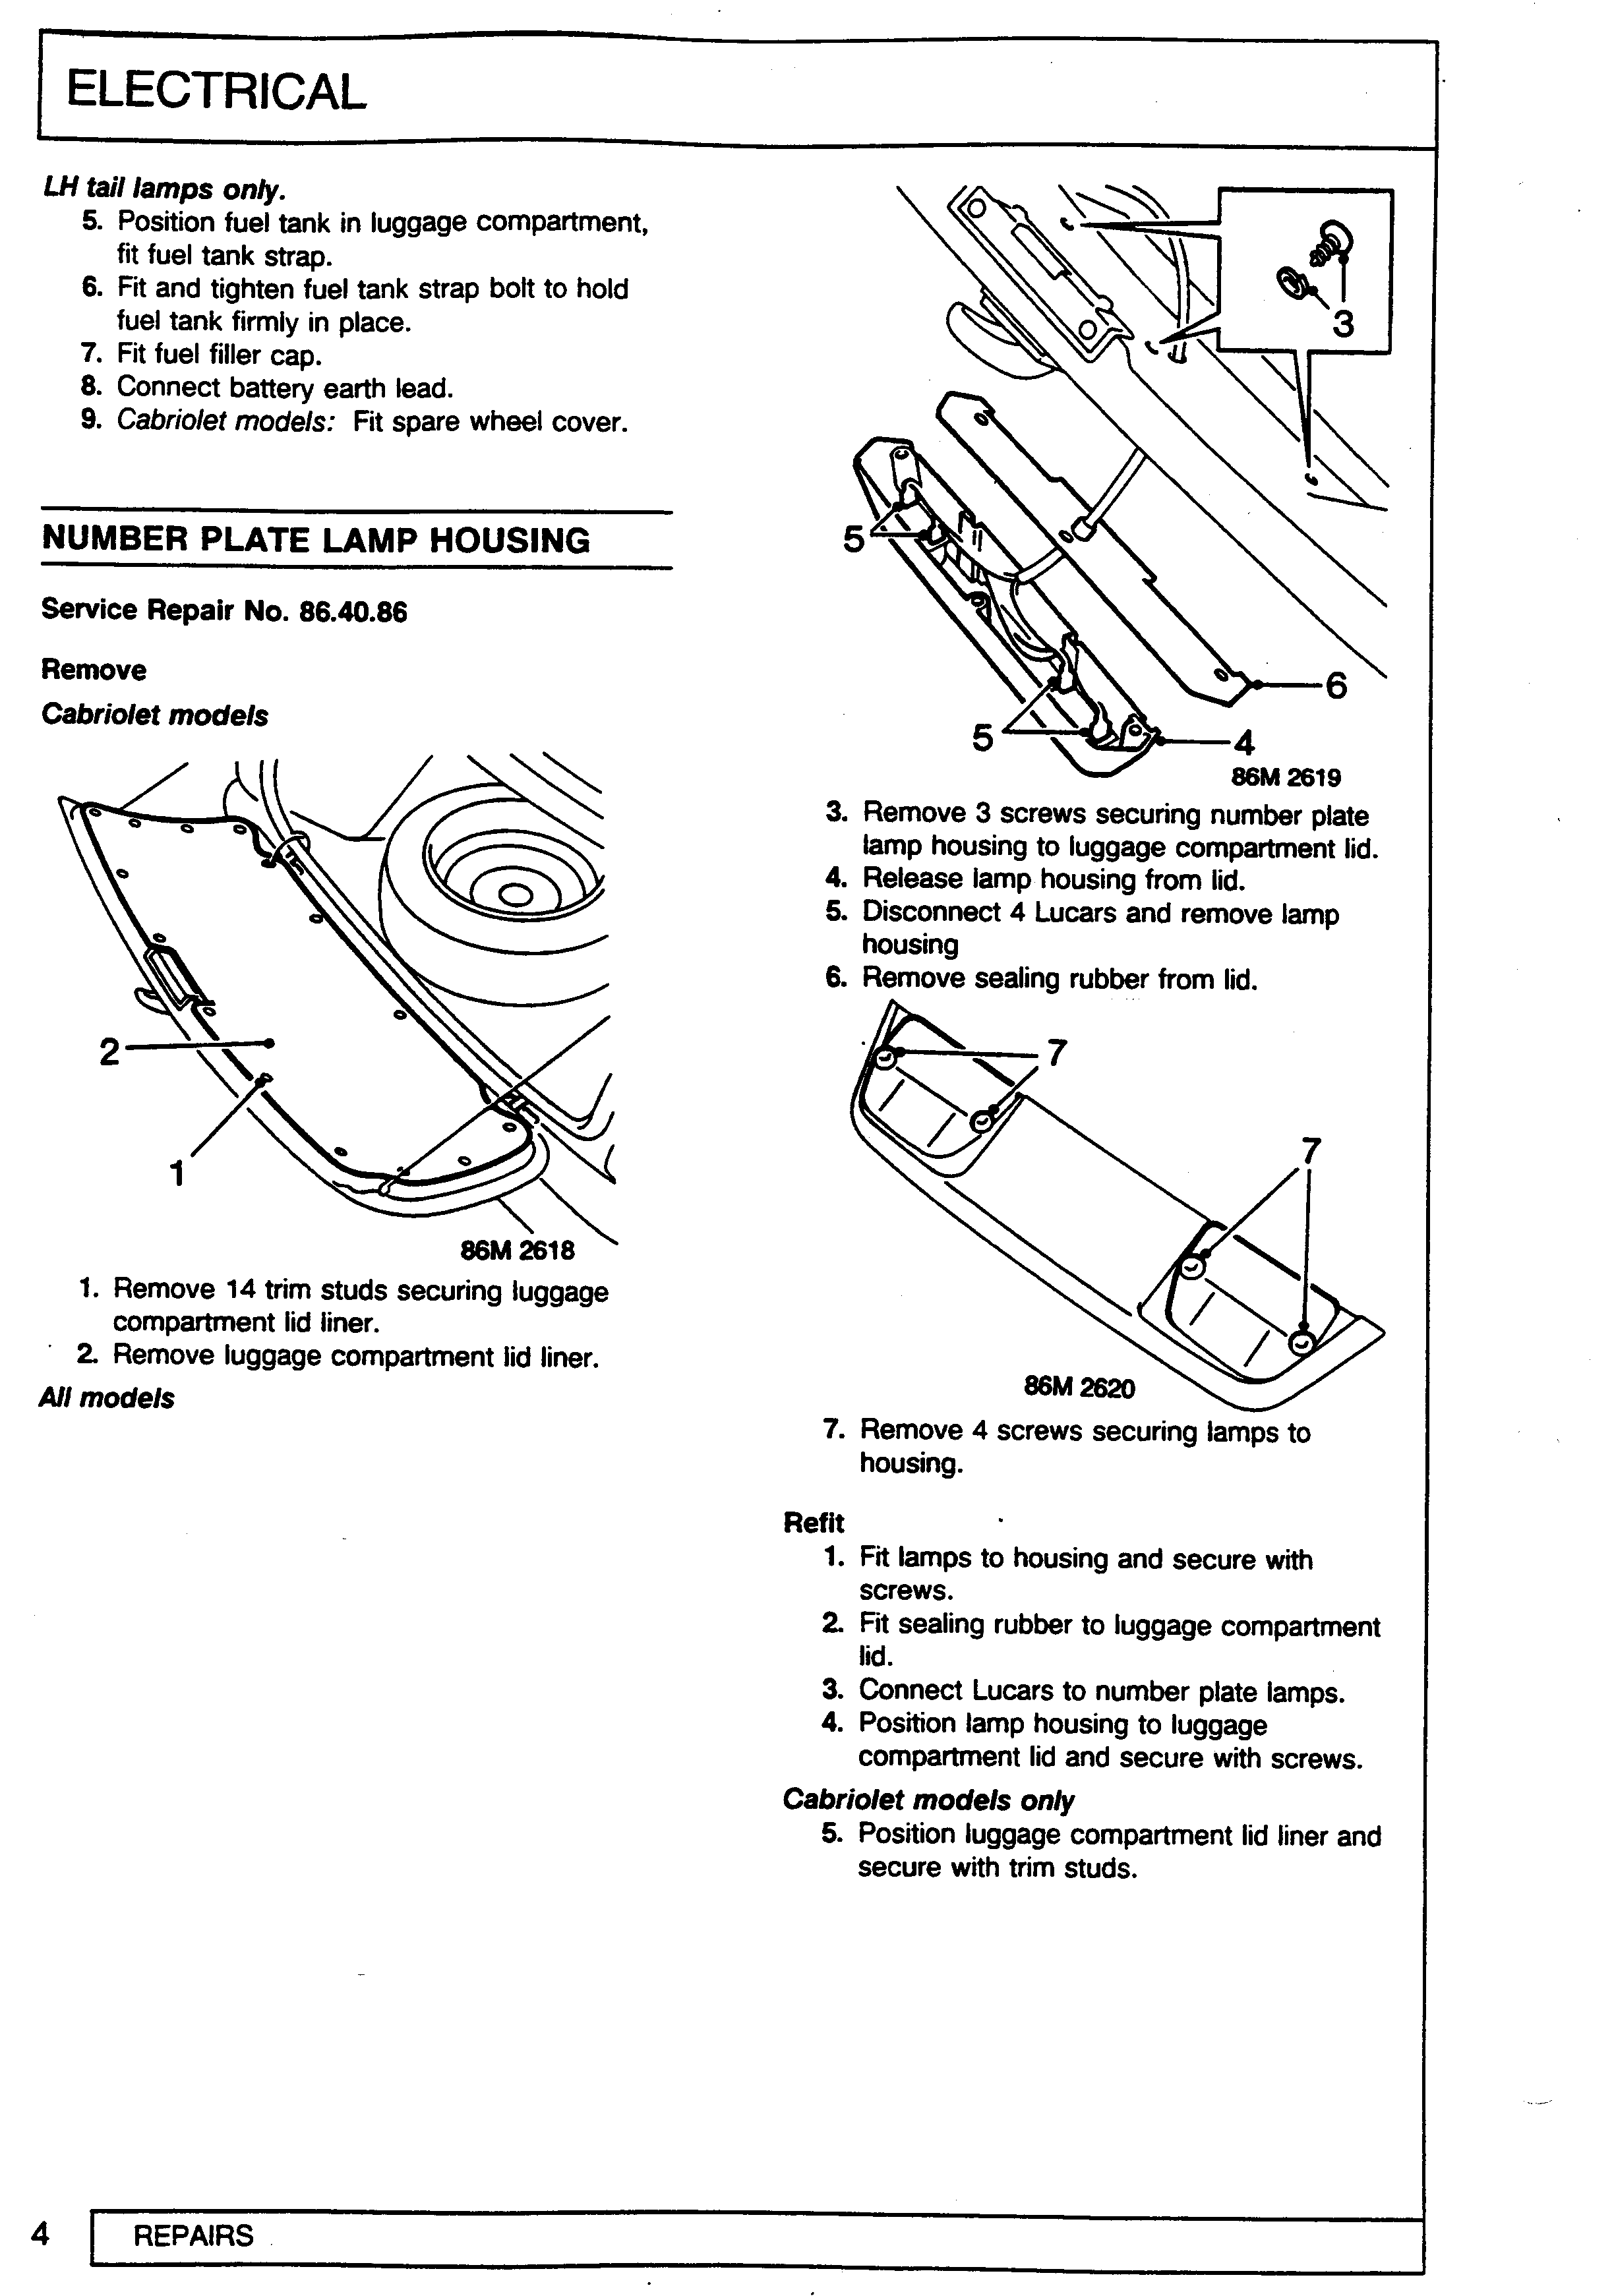 ELECTRICAL
LH tail lamps only.
5. Position fuel tank in luggage compartment,
fit fuel tank strap.
6. Fit and tighten fuel tank strap bolt to hold
fuel tank firmly in place.
7. Fit fuel filler cap.
8. Connect battery earth lead.
9. Cabriolet models: Fit spare wheel cover.
NUMBER PLATE LAMP HOUSING
Service Repair No. 86.40.86
Remove
Cabriolet models
2
1
86M 2618
1. Remove 14 trim studs securing luggage
compartment lid liner.
2. Remove luggage compartment lid liner.
All models
3
5
6
5
4
86M 2619
3. Remove 3 screws securing number plate
lamp housing to luggage compartment lid.
4. Release lamp housing from lid.
5. Disconnect 4 Lucars and remove lamp
housing
6. Remove sealing rubber from lid.
7
7
86M 2620
7. Remove 4 screws securing lamps to
housing.
Refit
1. Fit lamps to housing and secure with
screws.
2. Fit sealing rubber to luggage compartment
lid.
3. Connect Lucars to number plate lamps.
4. Position lamp housing to luggage
compartment lid and secure with screws.
Cabriolet models only
5. Position luggage compartment lid liner and
secure with trim studs.
4
REPAIRS